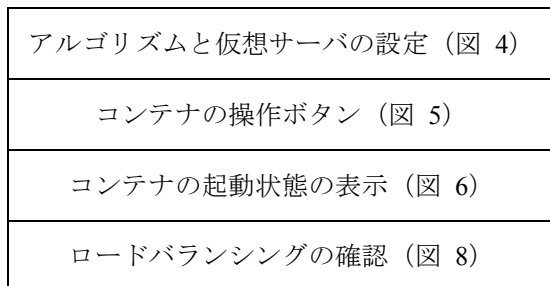 アルゴリズムと仮想サーバの設定（図 4）
コンテナの操作ボタン（図 5）
コンテナの起動状態の表示（図 6）
ロードバランシングの確認（図 8）